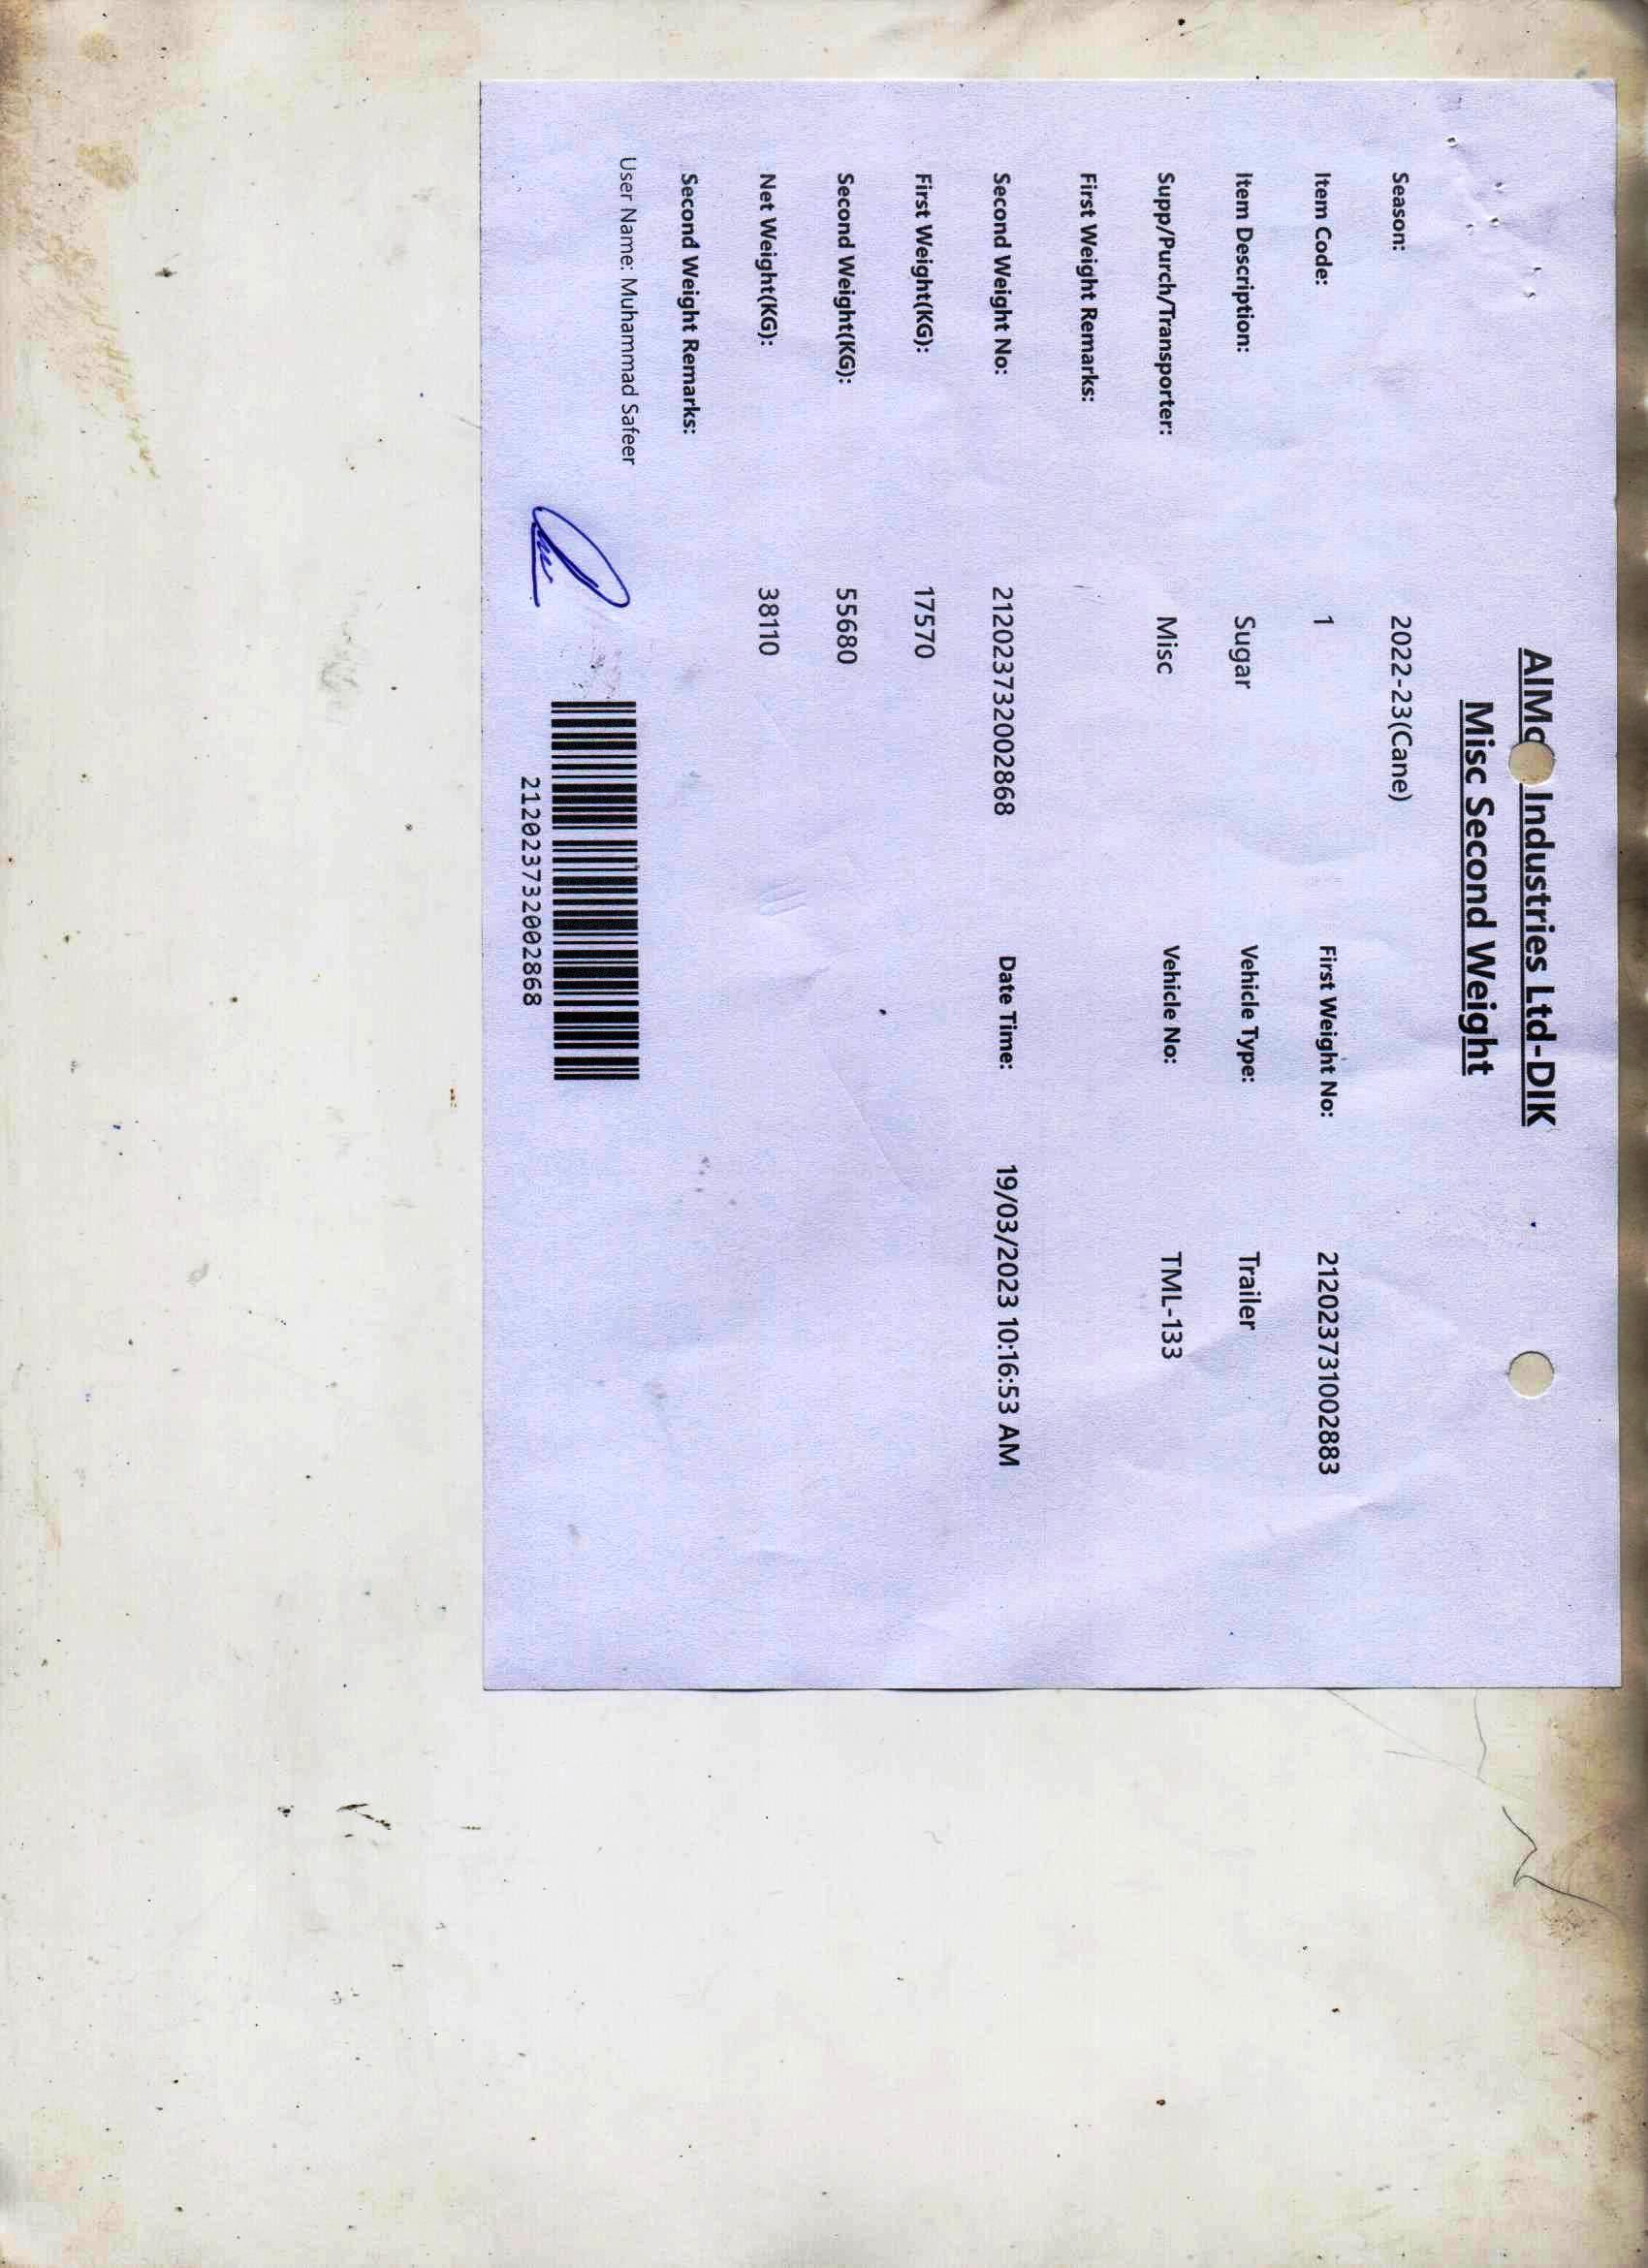 Industries Ltd-DIK
Misc Second Weight
Season: 2022-23(Cane)
Item Code: 1 First Weight No: 212023731002883
Item Description: Sugar Vehicle Type: Trailer
Supp/Purch/Transporter: Misc Vehicle No: TML-133
First Weight Remarks:
Second Weight No: 212023732002868 Date Time: 19/03/2023 10:16:53 AM
First Weight(KG): 17570
Second Weight(KG): 55680
Net Weight(KG): 38110
Second Weight Remarks:
User Name: Muhammad Safeer
212023732002868